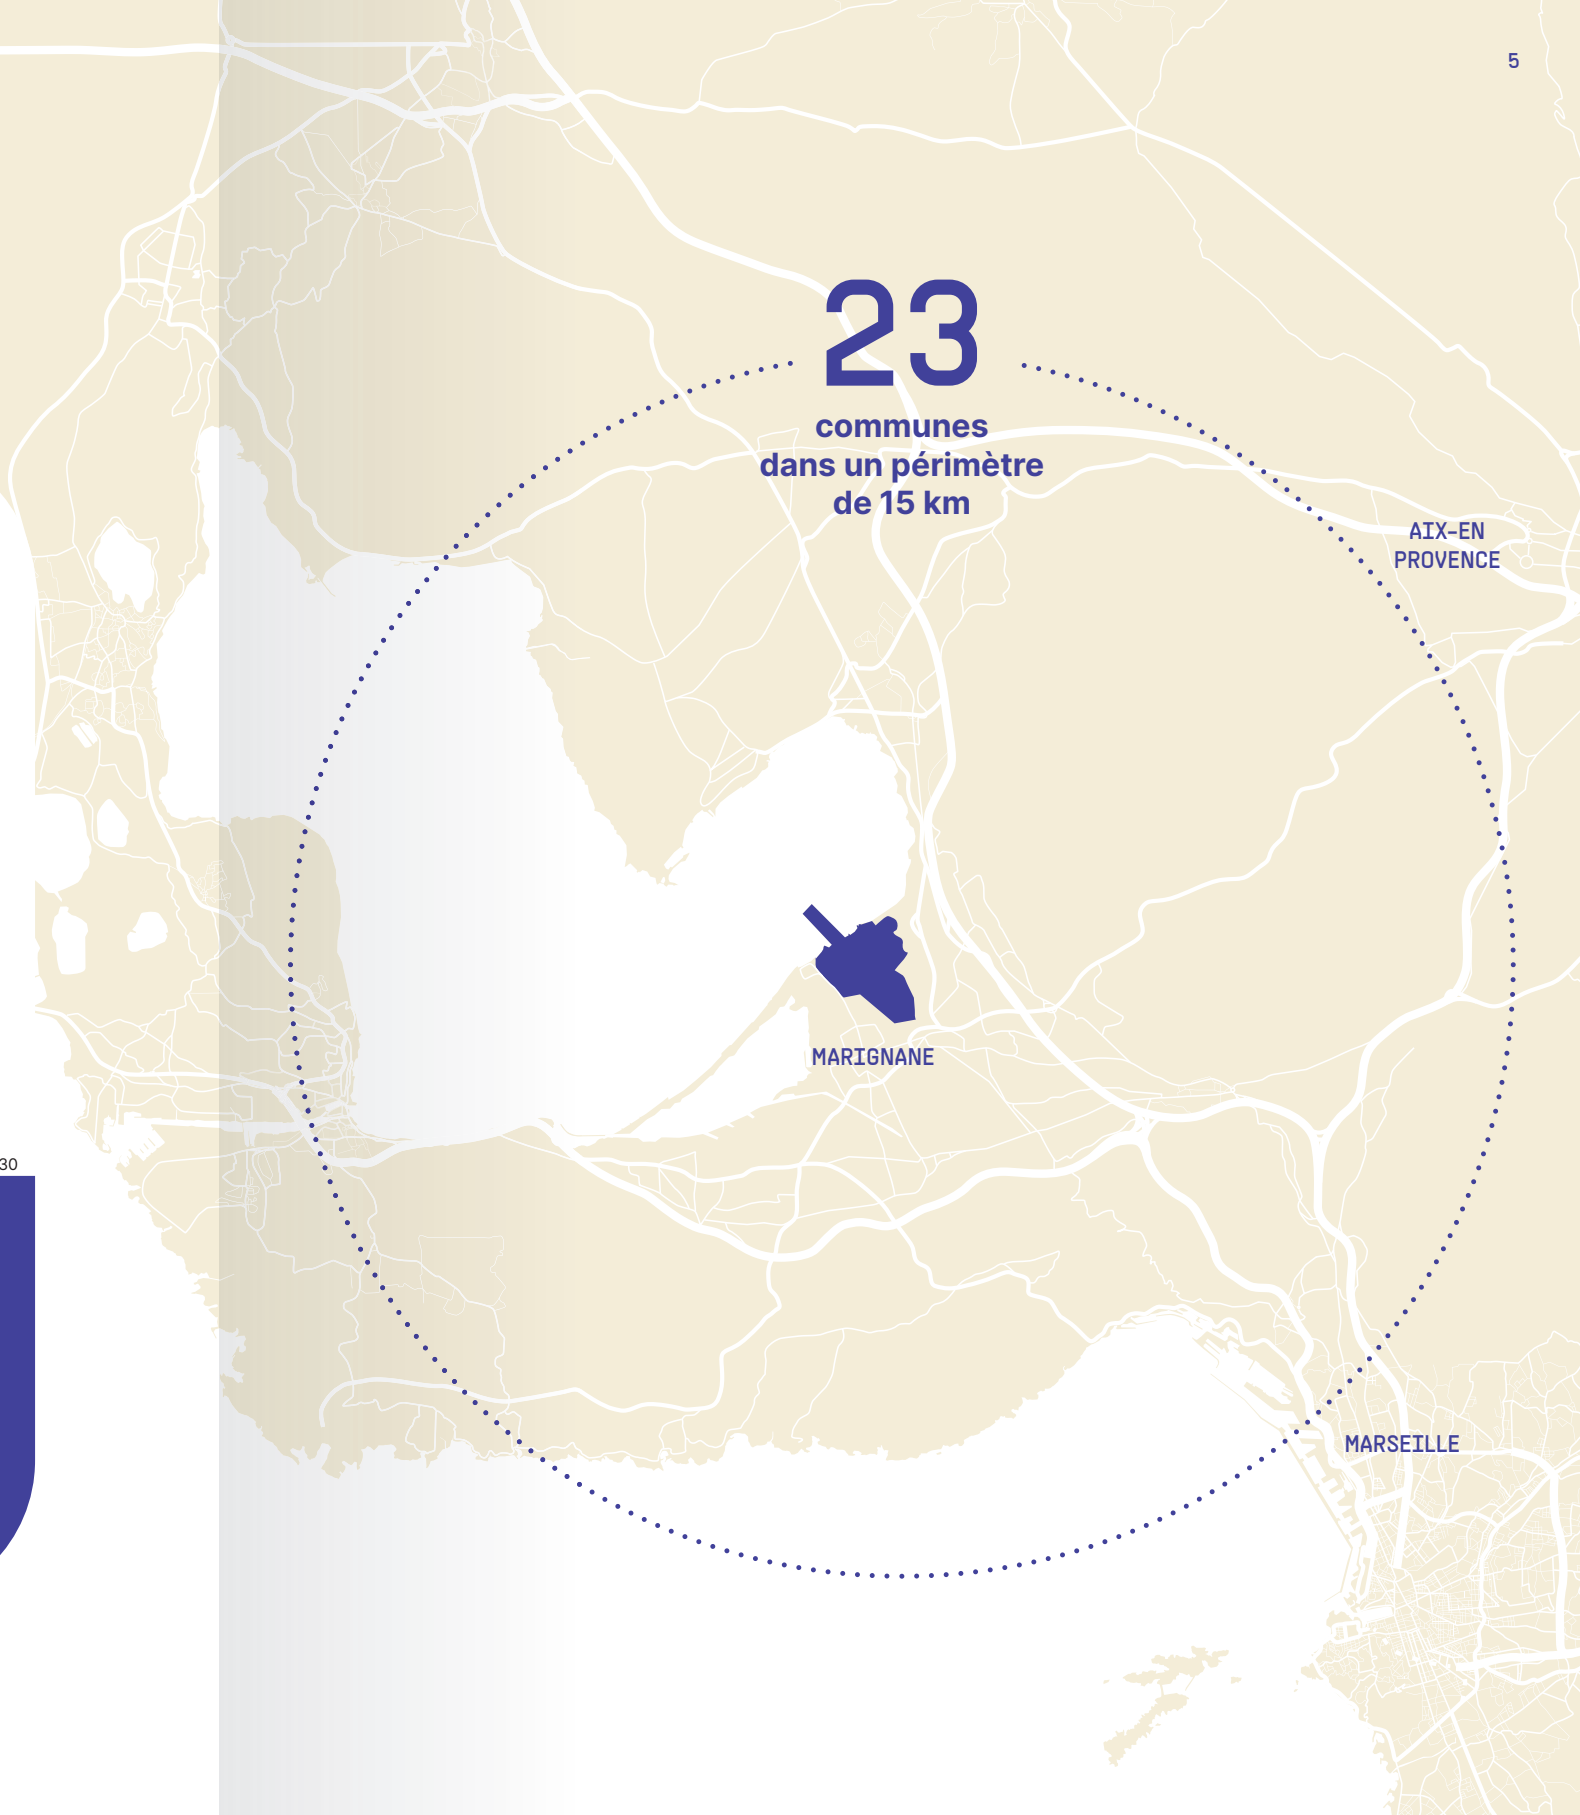 5
23
communes
dans un périmètre
de 15 km
AIX-EN
PROVENCE
MARIGNANE
30
MARSEILLE